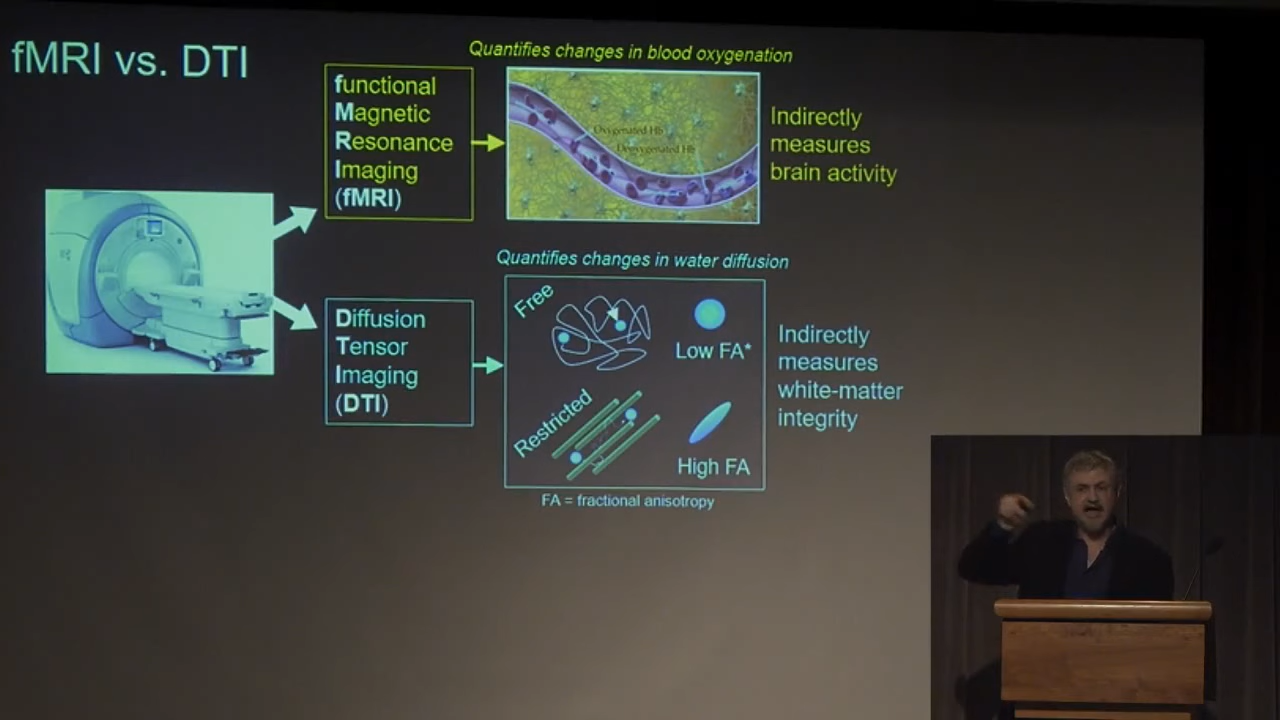 fMRI vs. DTI
Quantifies changes in blood oxygenation
functional
Magnetic
Resonance
Imaging
(fMRI)
Oxygenated Hb
Deoxygenated Hb
Indirectly
measures
brain activity
Quantifies changes in water diffusion
Diffusion
Tensor
Imaging
(DTI)
Free
Low FA*
Restricted
High FA
Indirectly
measures
white-matter
integrity
FA = fractional anisotropy